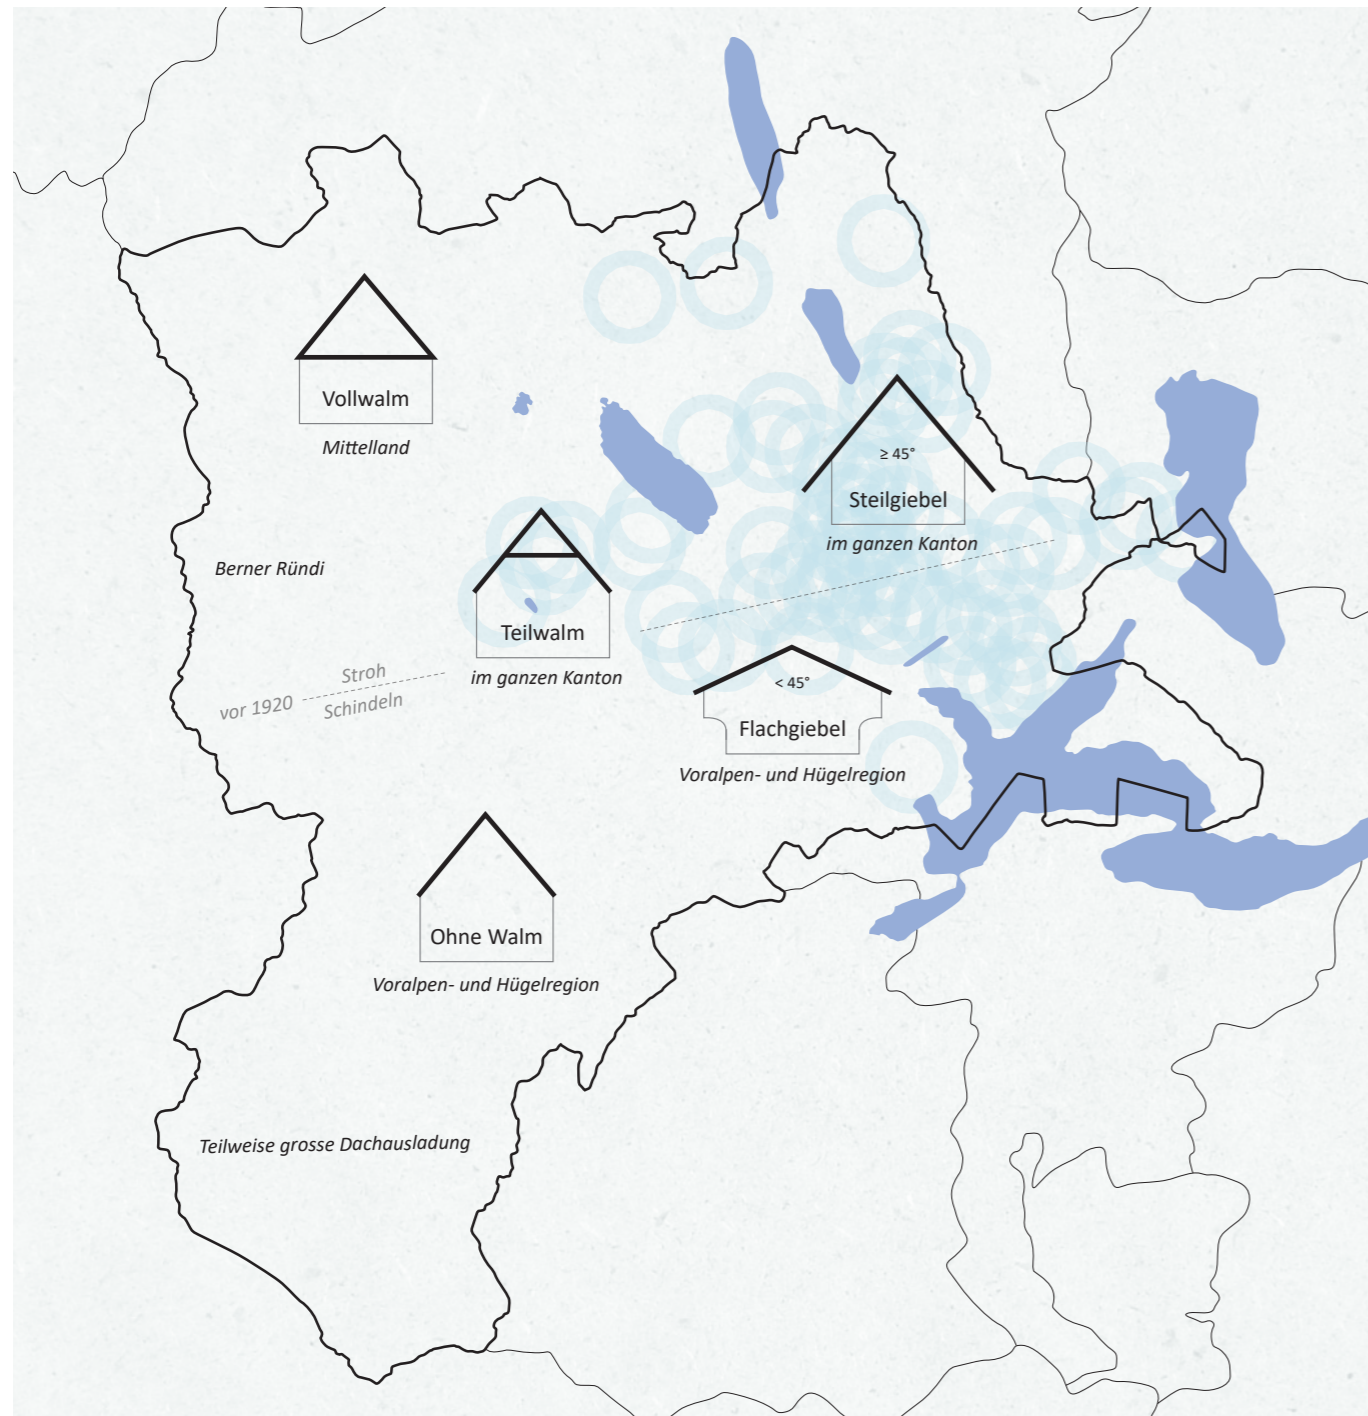 Vollwalm
Mittelland
≥ 45°
Steilgiebel
im ganzen Kanton
Berner Ründi
Teilwalm
im ganzen Kanton
vor 1920
Stroh
Schindeln
< 45°
Flachgiebel
Voralpen- und Hügelregion
Ohne Walm
Voralpen- und Hügelregion
Teilweise grosse Dachausladung